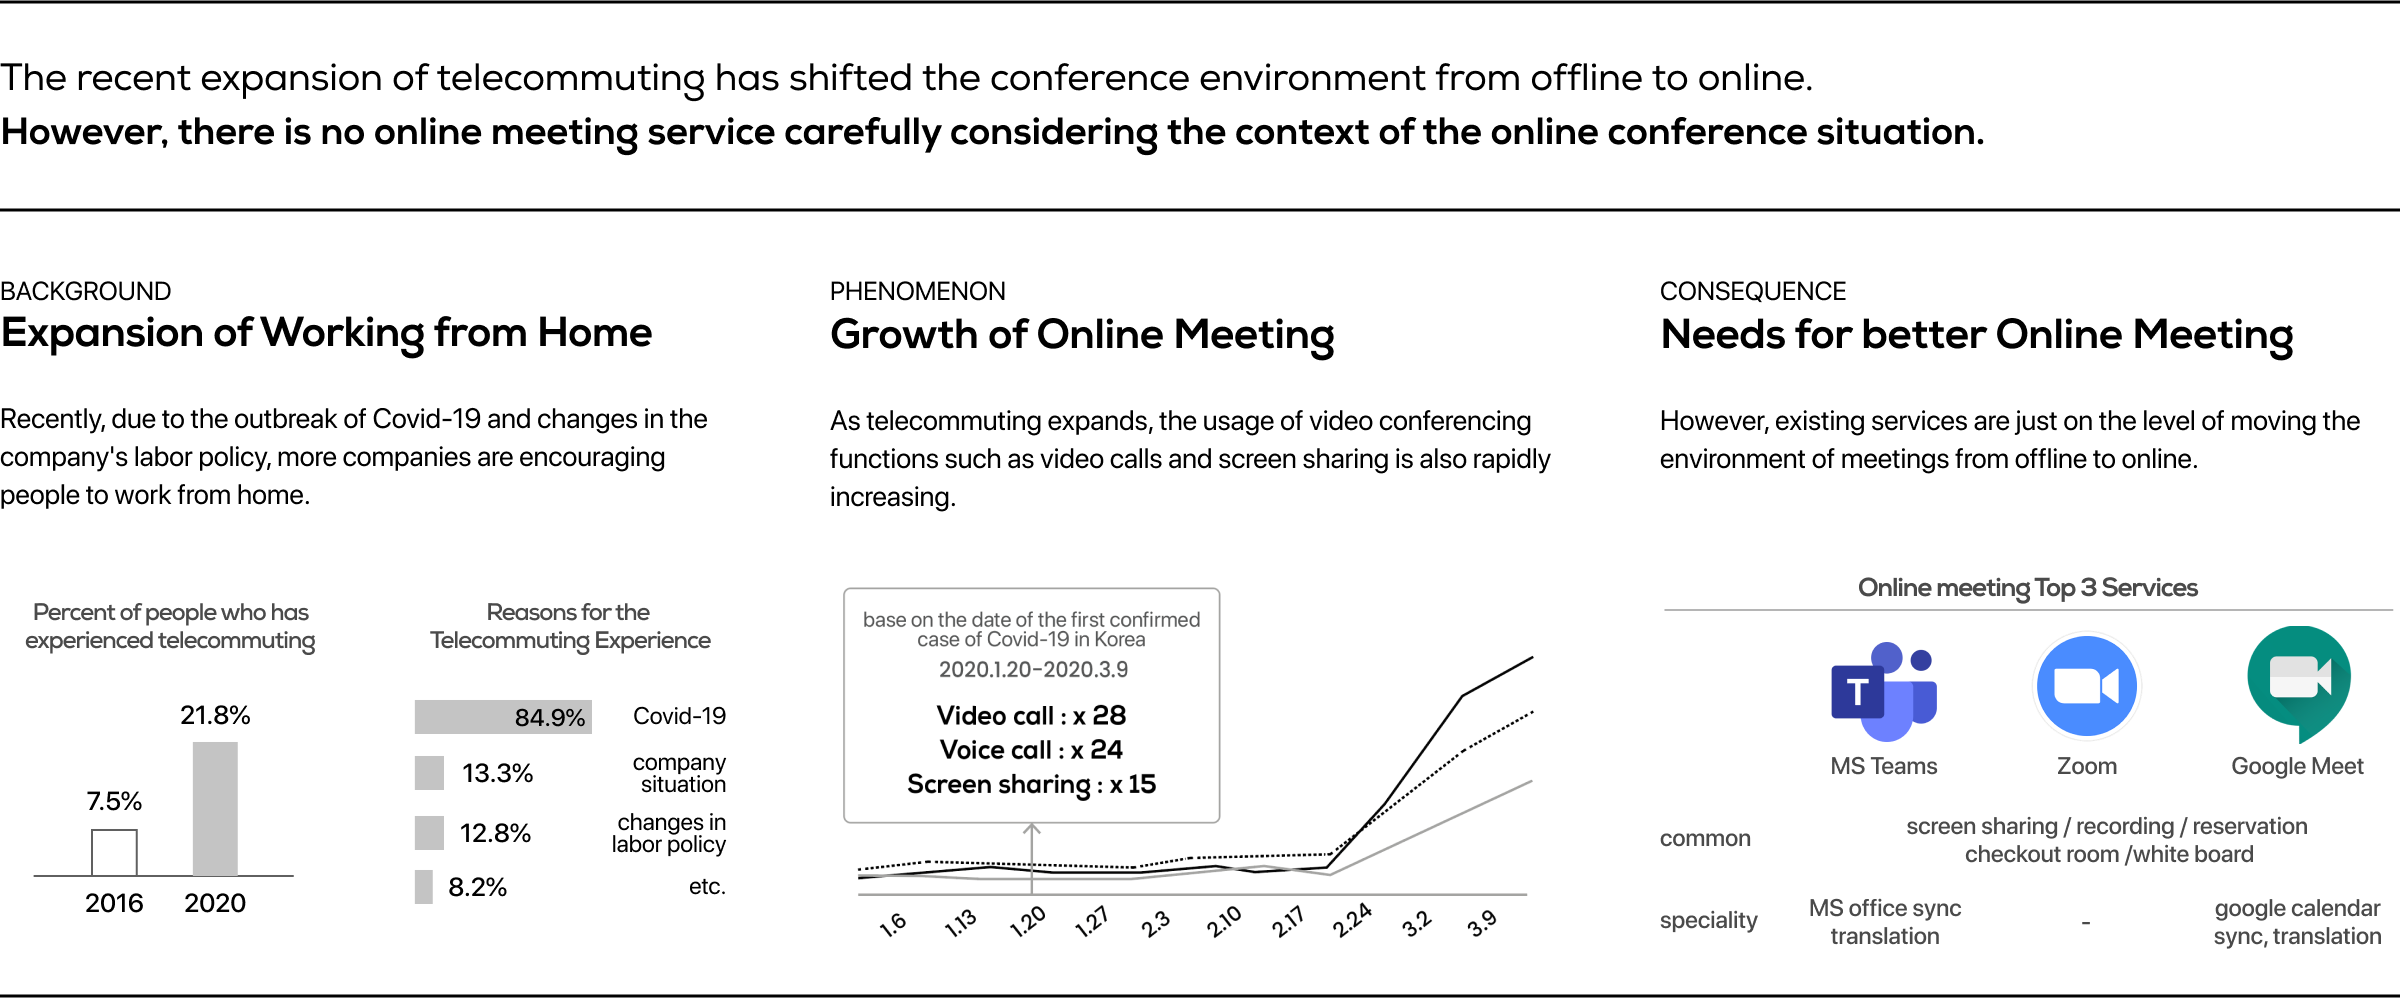 The recent expansion of telecommuting has shifted the conference environment from offline to online.
However, there is no online meeting service carefully considering the context of the online conference situation.
BACKGROUND
Expansion of Working from Home
Recently, due to the outbreak of Covid-19 and changes in the
company's labor policy, more companies are encouraging
people to work from home.
Percent of people who has
experienced telecommuting
21.8%
7.5%
2016 2020
Reasons for the
Telecommuting Experience
84.9% Covid-19
13.3% company
situation
12.8% changes in
labor policy
8.2% etc.
PHENOMENON
Growth of Online Meeting
As telecommuting expands, the usage of video conferencing
functions such as video calls and screen sharing is also rapidly
increasing.
base on the date of the first confirmed
case of Covid-19 in Korea
2020.1.20-2020.3.9
Video call : x 28
Voice call : x 24
Screen sharing : x 15
1.6 1.13 1.20 1.27 2.3 2.10 2.17 2.24 3.2 3.9
CONSEQUENCE
Needs for better Online Meeting
However, existing services are just on the level of moving the
environment of meetings from offline to online.
Online meeting Top 3 Services
T
MS Teams Zoom Google Meet
common screen sharing / recording / reservation
checkout room /white board
speciality MS office sync
translation
-
google calendar
sync, translation